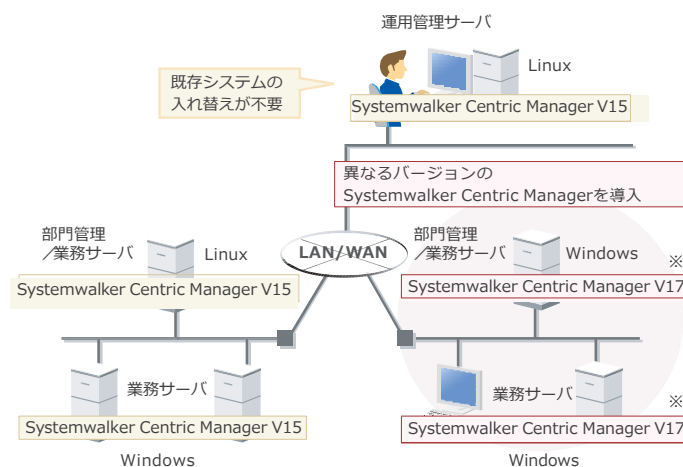 運用管理サーバ
Linux
既存システムの
入れ替えが不要
Systemwalker Centric Manager V15
異なるバージョンの
Systemwalker Centric Managerを導入
LAN/WAN
部門管理
／業務サーバ
Linux
Systemwalker Centric Manager V15
部門管理
／業務サーバ
Windows
※
Systemwalker Centric Manager V17
業務サーバ
Systemwalker Centric Manager V15
Windows
業務サーバ
※
Systemwalker Centric Manager V17
Windows